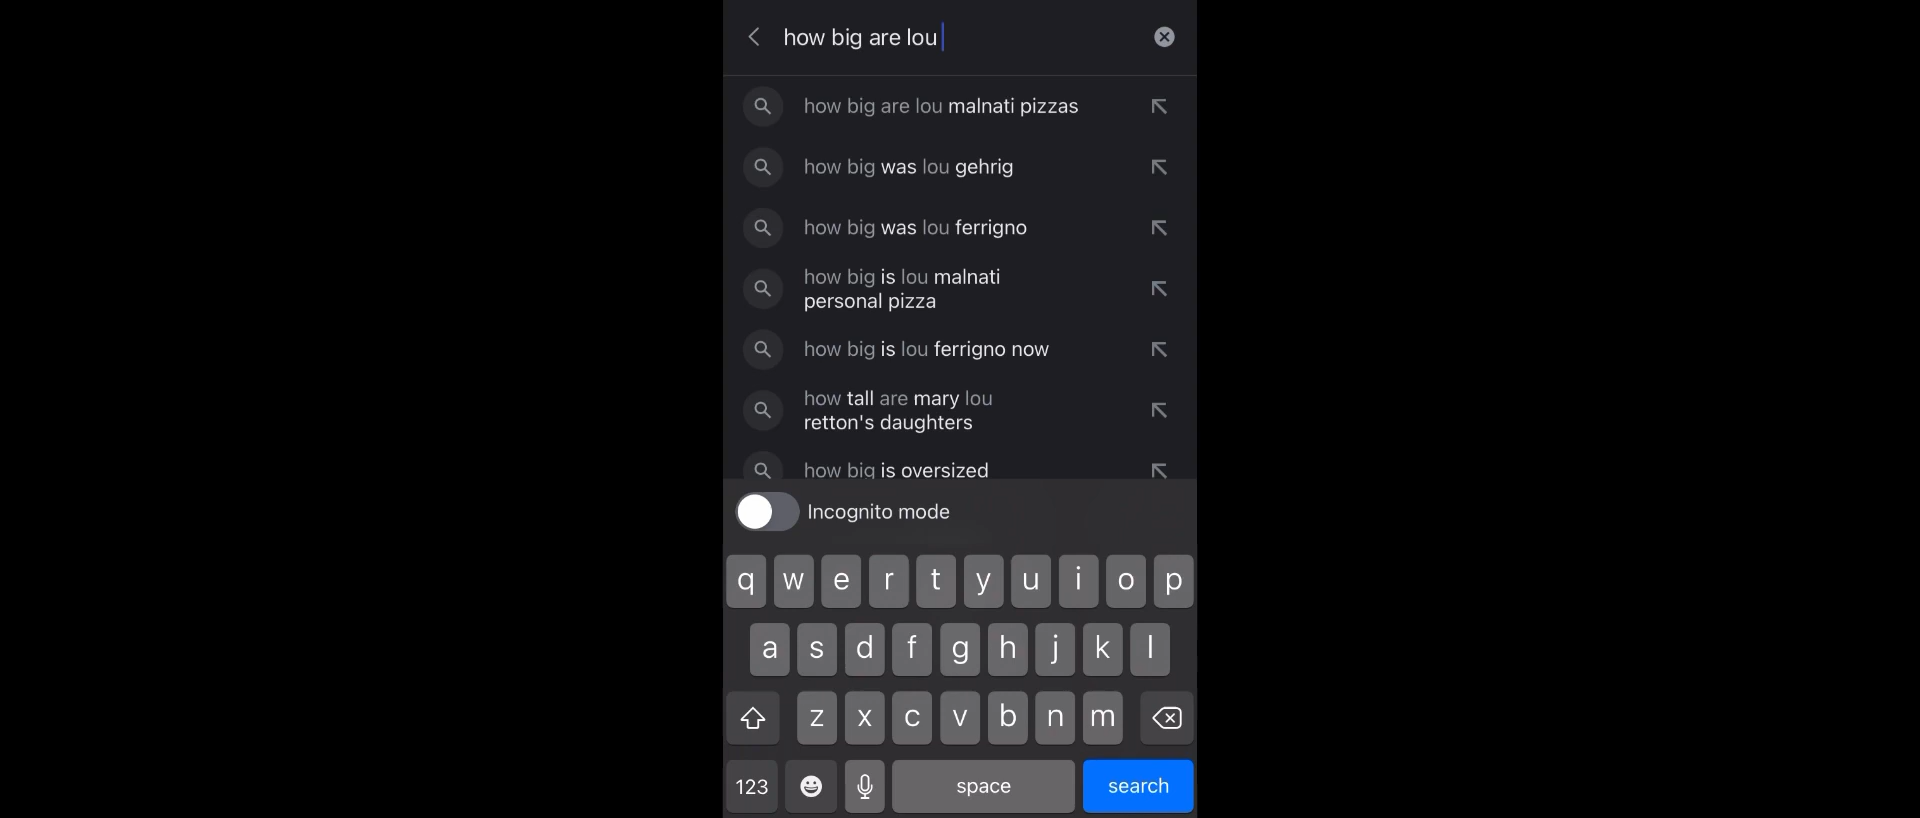 how big are lou
how big are lou malnati pizzas
how big was lou gehrig
how big was lou ferrigno
how big is lou malnati
personal pizza
how big is lou ferrigno now
how tall are mary lou
retton's daughters
how big is oversized
Incognito mode
q w e r t y u i o p
a s d f g h j k l
z x c v b n m
123 space search